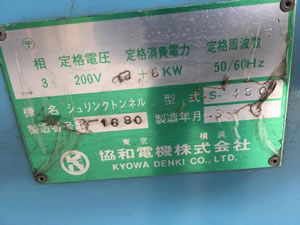 相 定格電圧 定格消費電力 定格周波数
3 200V 6KW 50/60Hz
機 名 シュリンクトンネル 型 式 S-450
製造番号 1680 製造年月
東京 横浜
協和電機株式会社
KYOWA DENKI CO., LTD.